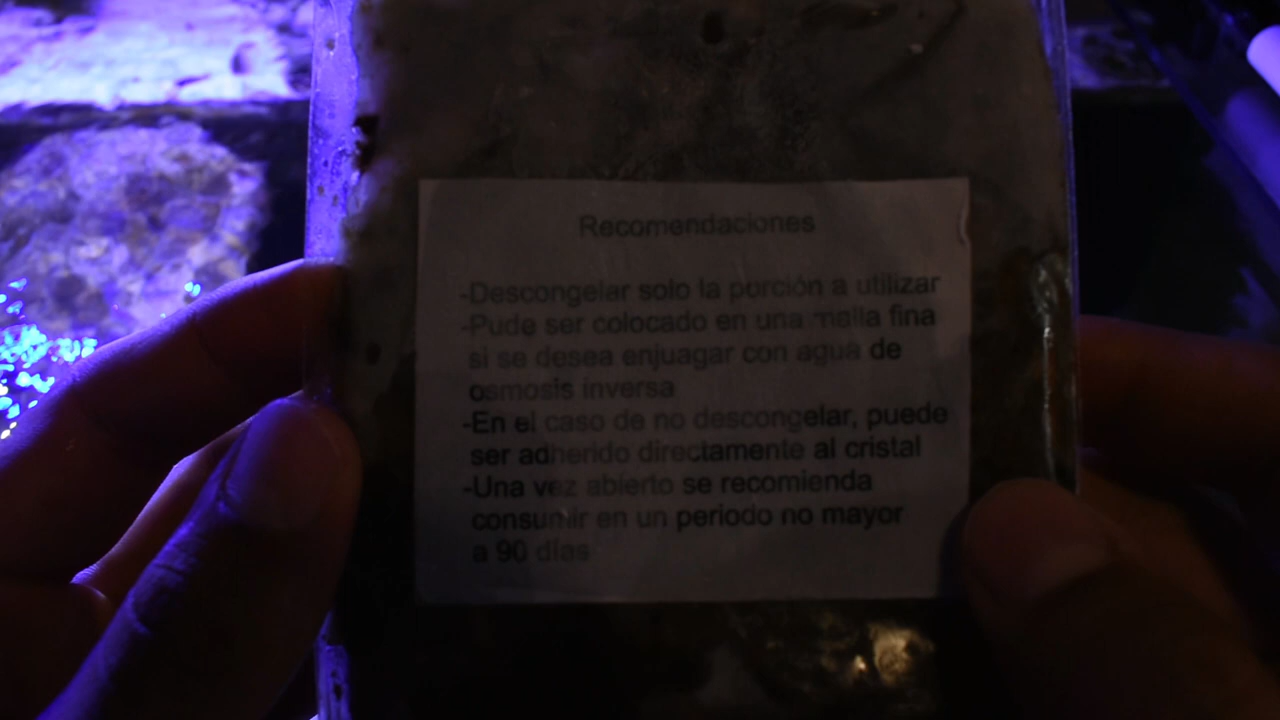 Recomendaciones
-Descongelar solo la porción a utilizar
-Pude ser colocado en una malla fina
si se desea enjuagar con agua de
osmosis inversa
-En el caso de no descongelar, puede
ser adherido directamente al cristal
-Una vez abierto se recomienda
consumir en un periodo no mayor
a 90 dias